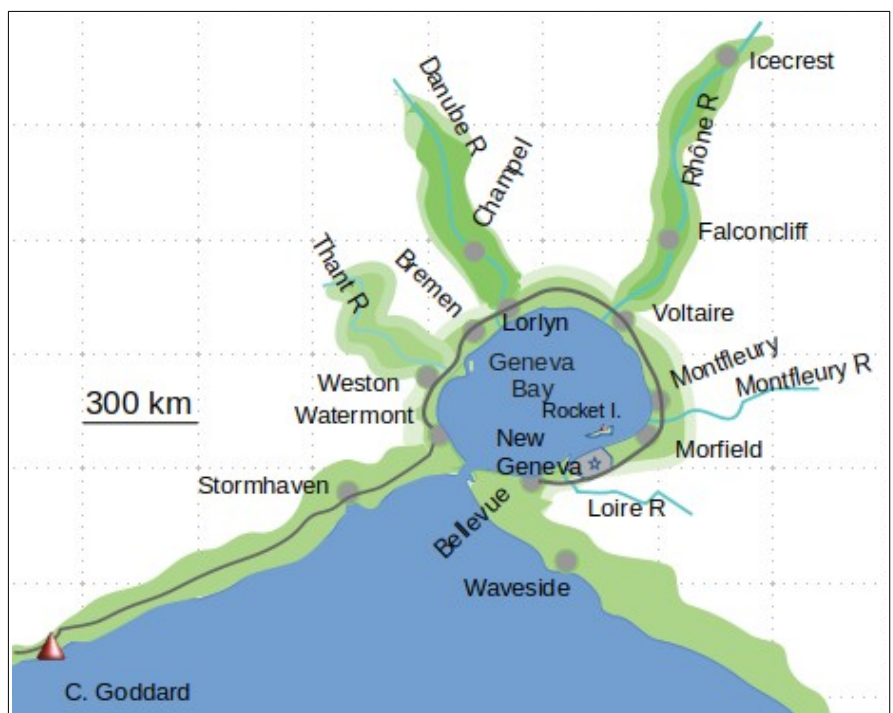 Icecrest
Danube R
Rhône R
Champel
Falconcliff
Thant R
Bremen
Lorlyn
Voltaire
Geneva
Bay
Montfleury
Montfleury R
Weston
300 km
Watermont
Rocket I.
New
Geneva
Morfield
Stormhaven
Bellevue
Loire R
Waveside
C. Goddard